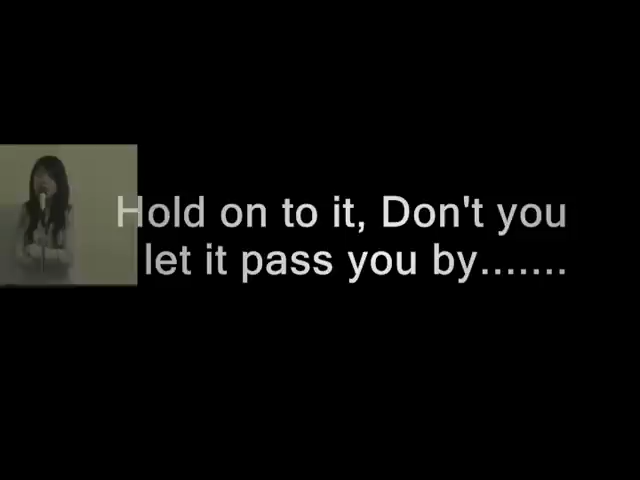 Hold on to it, Don't you
let it pass you by.......